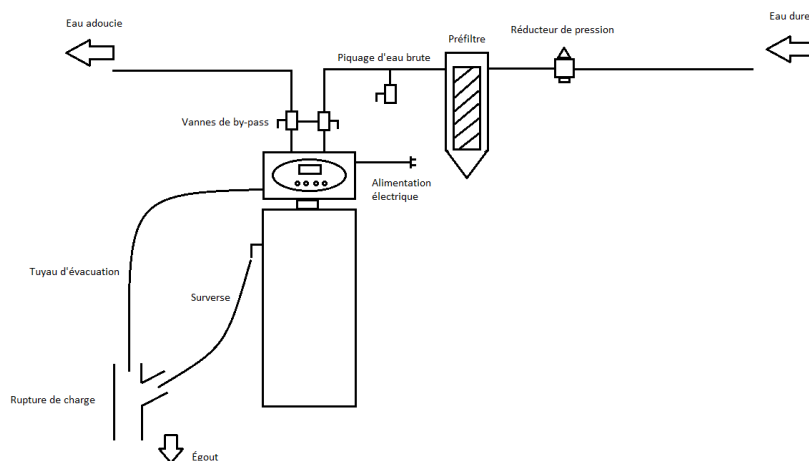 Eau adoucie
Eau dure
Réducteur de pression
Préfiltre
Piquage d'eau brute
Vannes de by-pass
Alimentation
électrique
Tuyau d'évacuation
Surverse
Rupture de charge
Égout